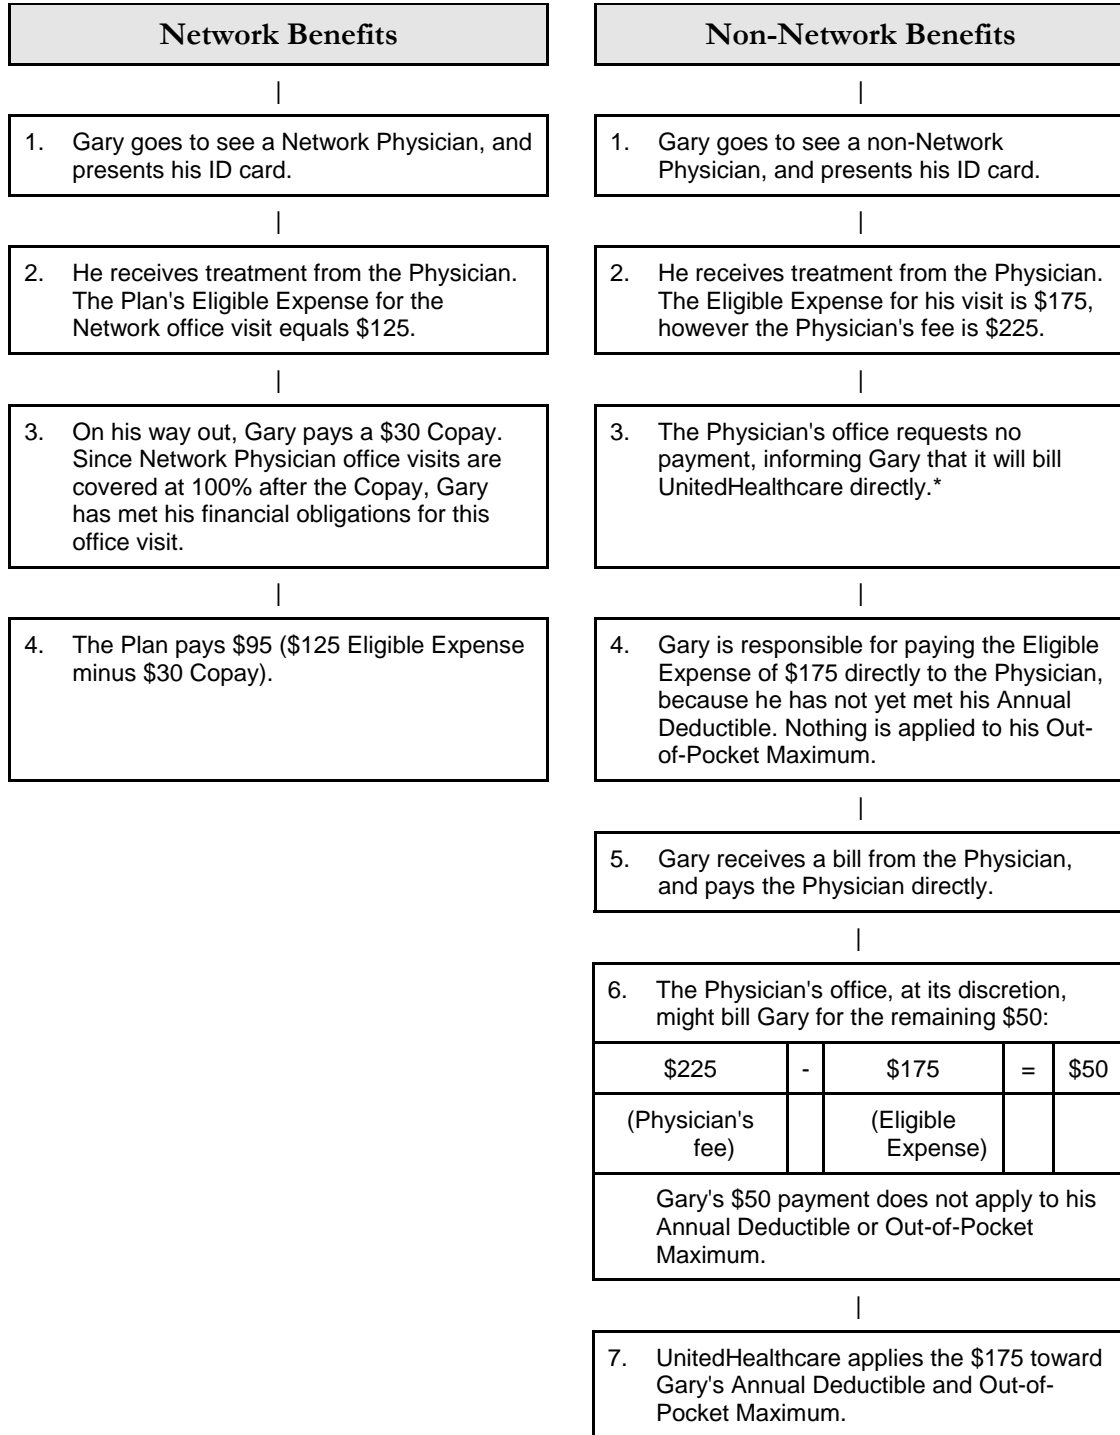 Network Benefits
|
1. Gary goes to see a Network Physician, and
presents his ID card.
|
2. He receives treatment from the Physician.
The Plan's Eligible Expense for the
Network office visit equals $125.
|
3. On his way out, Gary pays a $30 Copay.
Since Network Physician office visits are
covered at 100% after the Copay, Gary
has met his financial obligations for this
office visit.
|
4. The Plan pays $95 ($125 Eligible Expense
minus $30 Copay).
Non-Network Benefits
|
1. Gary goes to see a non-Network
Physician, and presents his ID card.
|
2. He receives treatment from the Physician.
The Eligible Expense for his visit is $175,
however the Physician's fee is $225.
|
3. The Physician's office requests no
payment, informing Gary that it will bill
UnitedHealthcare directly.*
|
4. Gary is responsible for paying the Eligible
Expense of $175 directly to the Physician,
because he has not yet met his Annual
Deductible. Nothing is applied to his Out-
of-Pocket Maximum.
|
5. Gary receives a bill from the Physician,
and pays the Physician directly.
|
6. The Physician's office, at its discretion,
might bill Gary for the remaining $50:
$225 - $175 = $50
(Physician's (Eligible
fee) Expense)
Gary's $50 payment does not apply to his
Annual Deductible or Out-of-Pocket
Maximum.
|
7. UnitedHealthcare applies the $175 toward
Gary's Annual Deductible and Out-of-
Pocket Maximum.